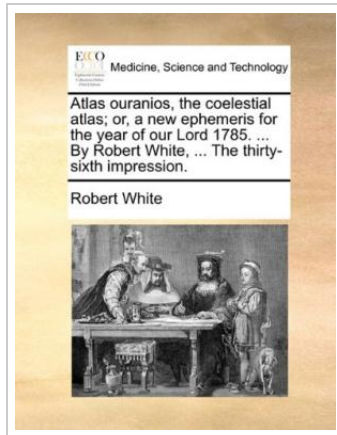 ECCO
Medicine, Science and Technology
Atlas ouranios, the coelestial
atlas; or, a new ephemeris for
the year of our Lord 1785. ...
By Robert White, ... The thirty-
sixth impression.
Robert White